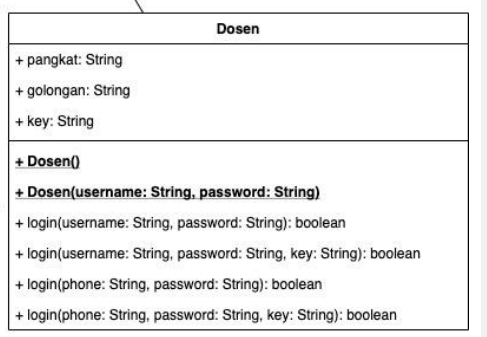 Dosen
+ pangkat: String
+ golongan: String
+ key: String
+ Dosen()
+ Dosen(username: String, password: String)
+ login(username: String, password: String): boolean
+ login(username: String, password: String, key: String): boolean
+ login(phone: String, password: String): boolean
+ login(phone: String, password: String, key: String): boolean